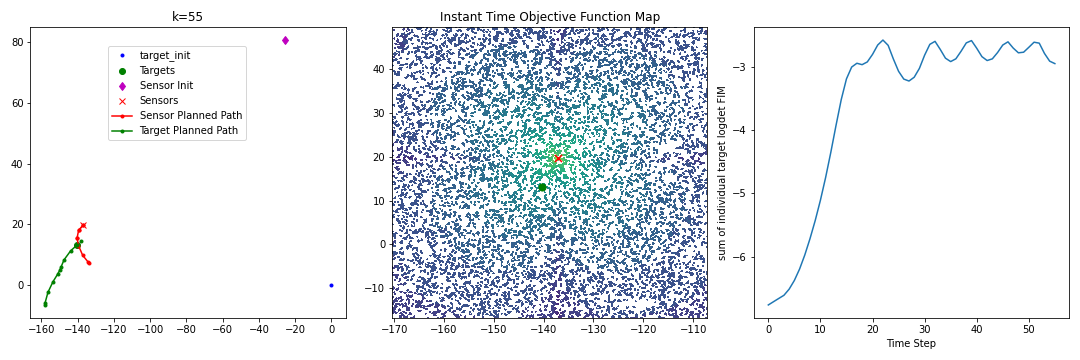 k=55
80
60
40
20
0
−160 −140 −120 −100 −80 −60 −40 −20 0
target_init
Targets
Sensor Init
Sensors
Sensor Planned Path
Target Planned Path
Instant Time Objective Function Map
40
30
20
10
0
−10
−170 −160 −150 −140 −130 −120 −110
sum of individual target logdet FIM
−3
−4
−5
−6
0 10 20 30 40 50
Time Step